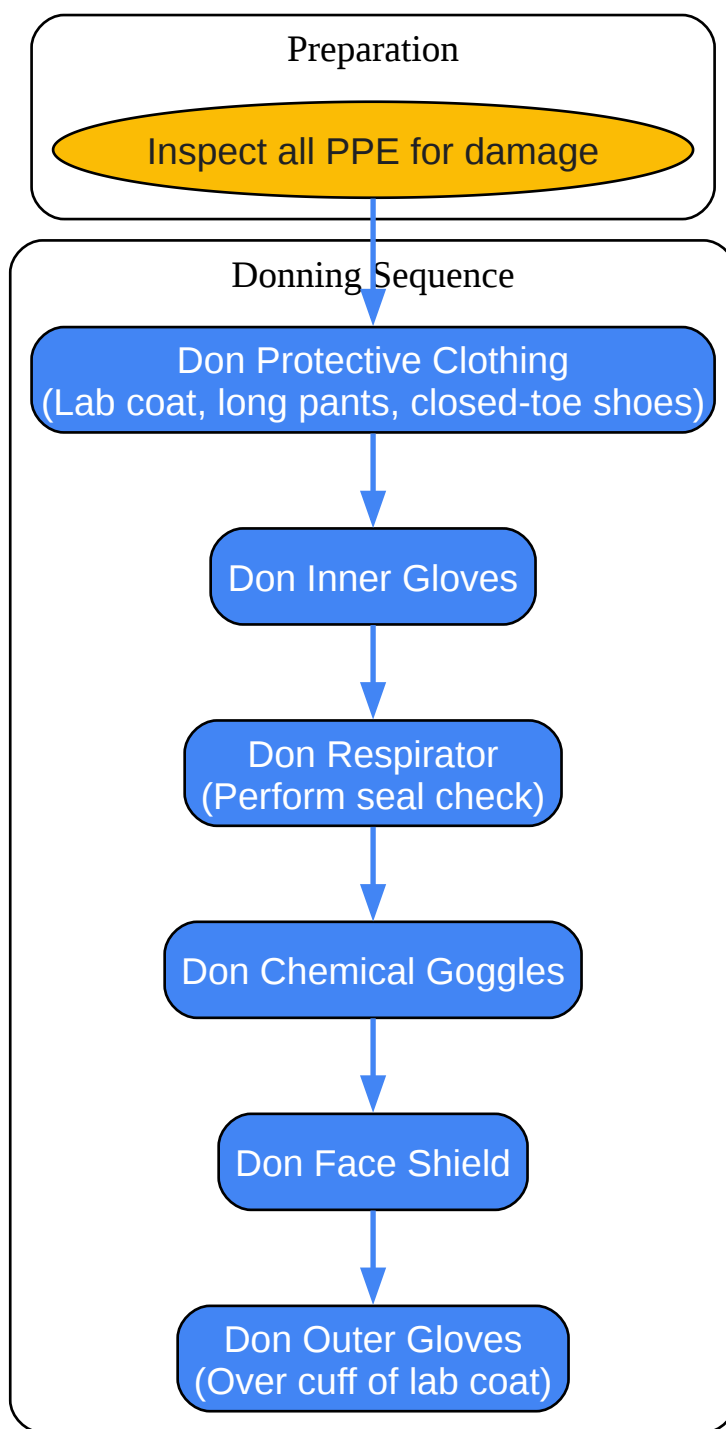 Preparation
Inspect all PPE for damage
Donning Sequence
Don Protective Clothing
(Lab coat, long pants, closed-toe shoes)
Don Inner Gloves
Don Respirator
(Perform seal check)
Don Chemical Goggles
Don Face Shield
Don Outer Gloves
(Over cuff of lab coat)